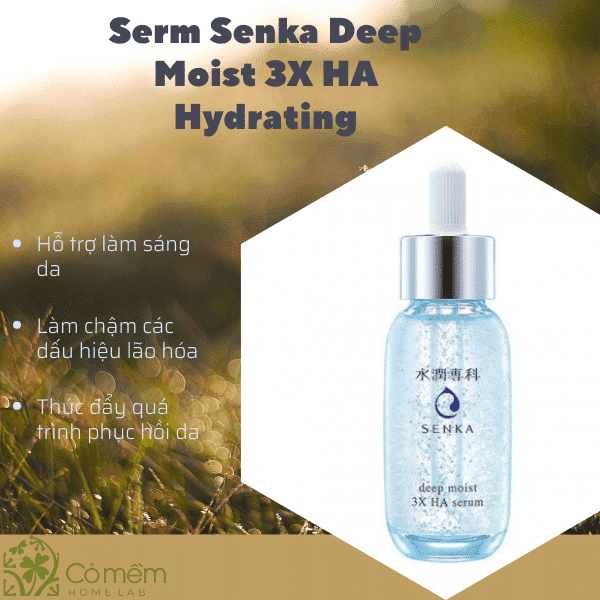 Serm Senka Deep
Moist 3X HA
Hydrating
Hỗ trợ làm sáng
da
Làm chậm các
dấu hiệu lão hóa
Thúc đẩy quá
trình phục hồi da
水潤専科
SENKA
deep moist
3X HA serum
Cỏ mềm
HOME LAB